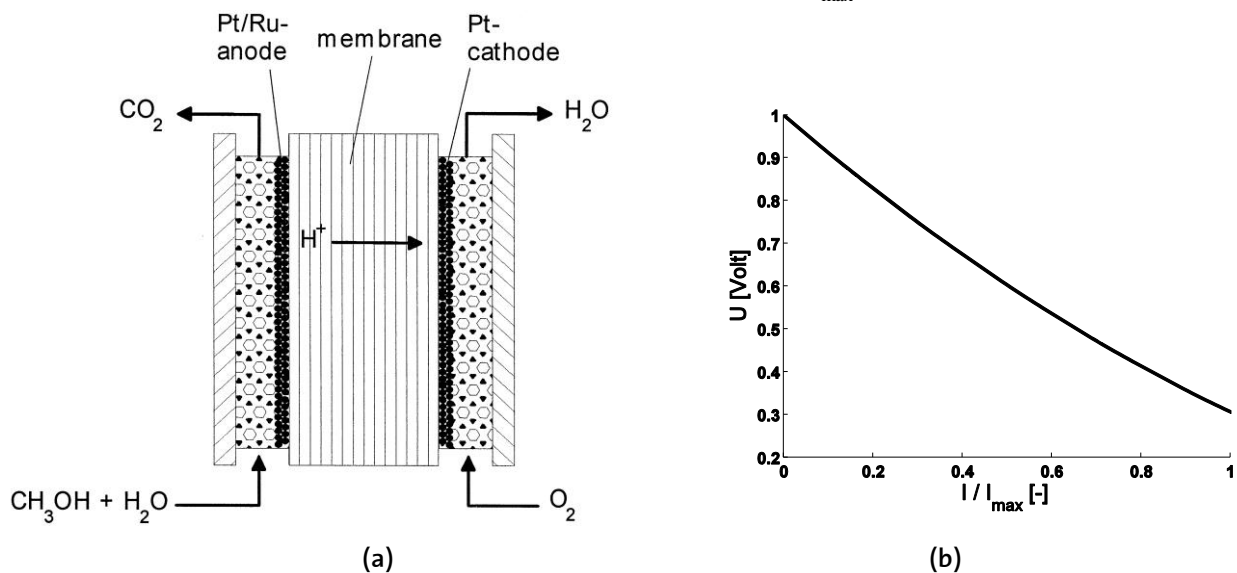 Pt/Ru-
anode
membrane
Pt-
cathode
CO₂
H₂O
H⁺
CH₃OH + H₂O
O₂
(a)
1
0.9
0.8
0.7
0.6
0.5
0.4
0.3
0.2
U [Volt]
0 0.2 0.4 0.6 0.8 1
I / Iₘₐₓ [-]
(b)